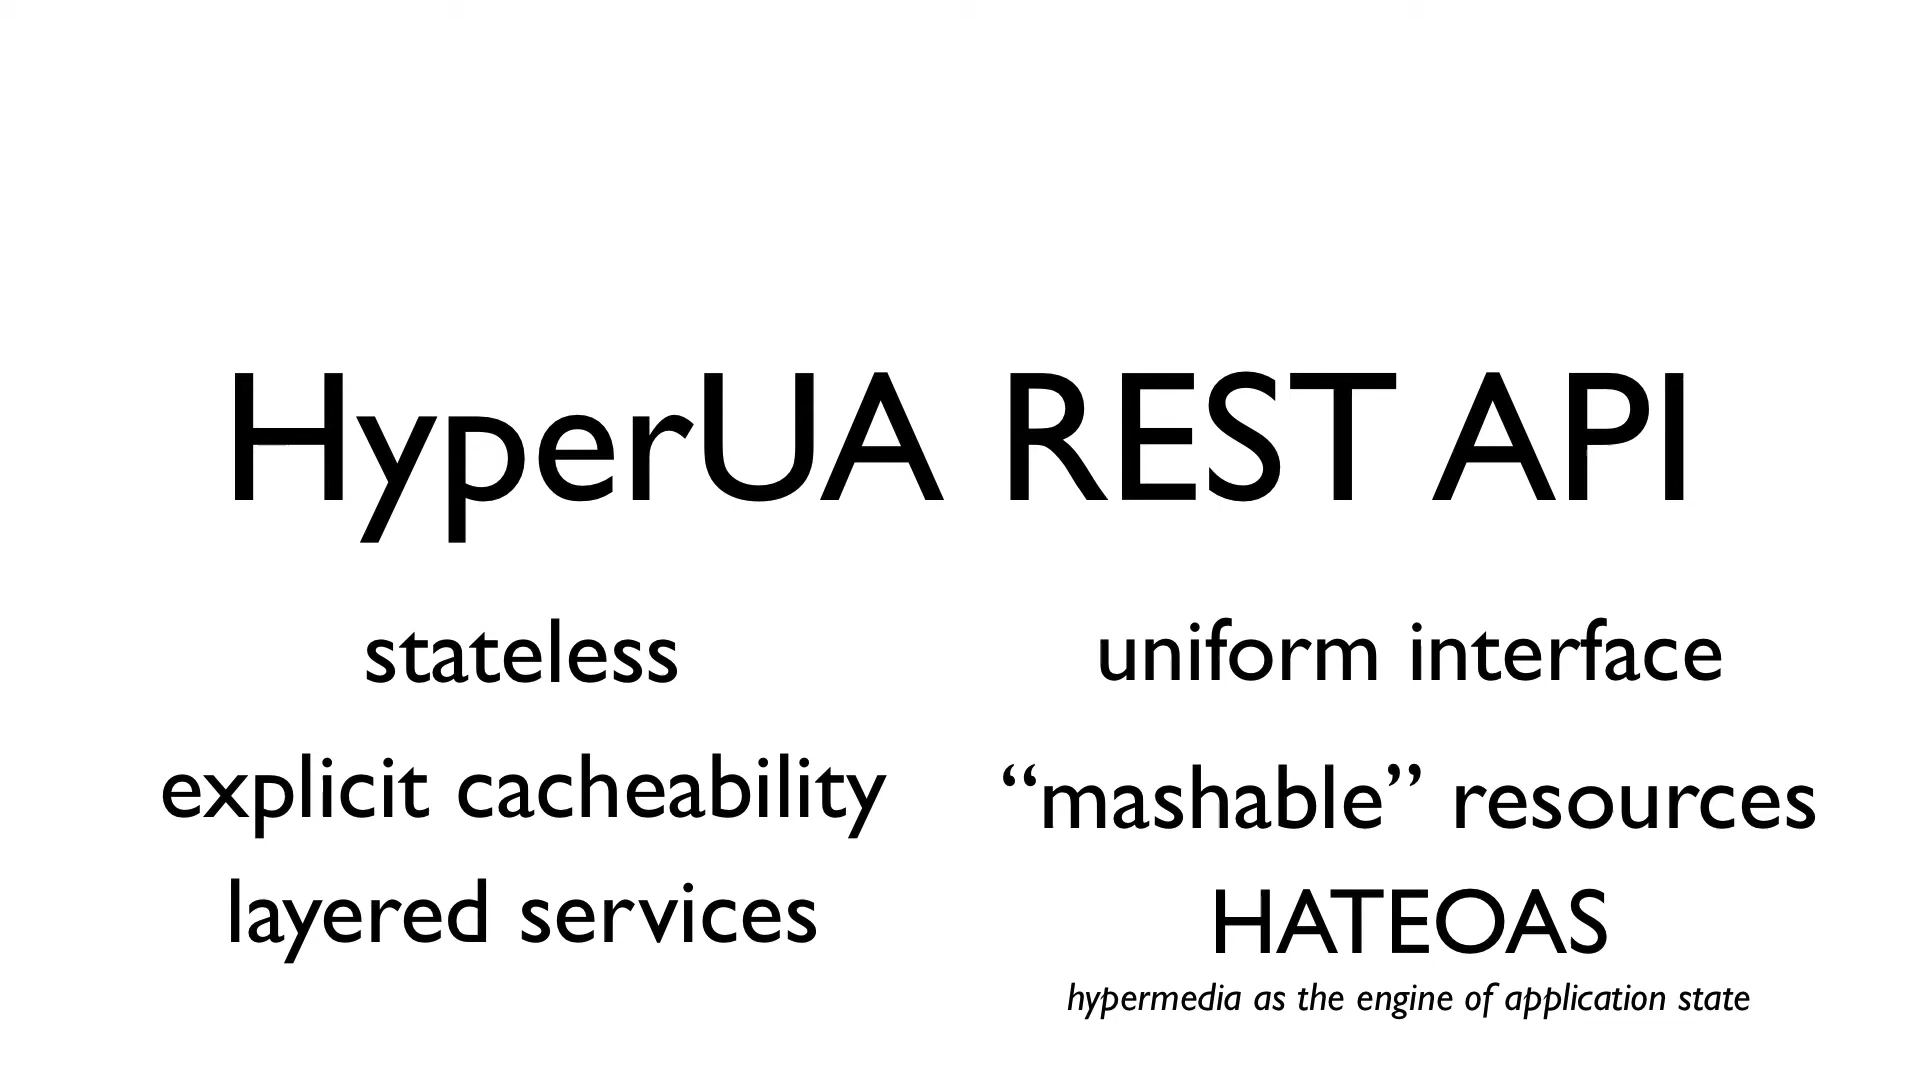 HyperUA REST API
stateless
explicit cacheability
layered services
uniform interface
“mashable” resources
HATEOAS
hypermedia as the engine of application state